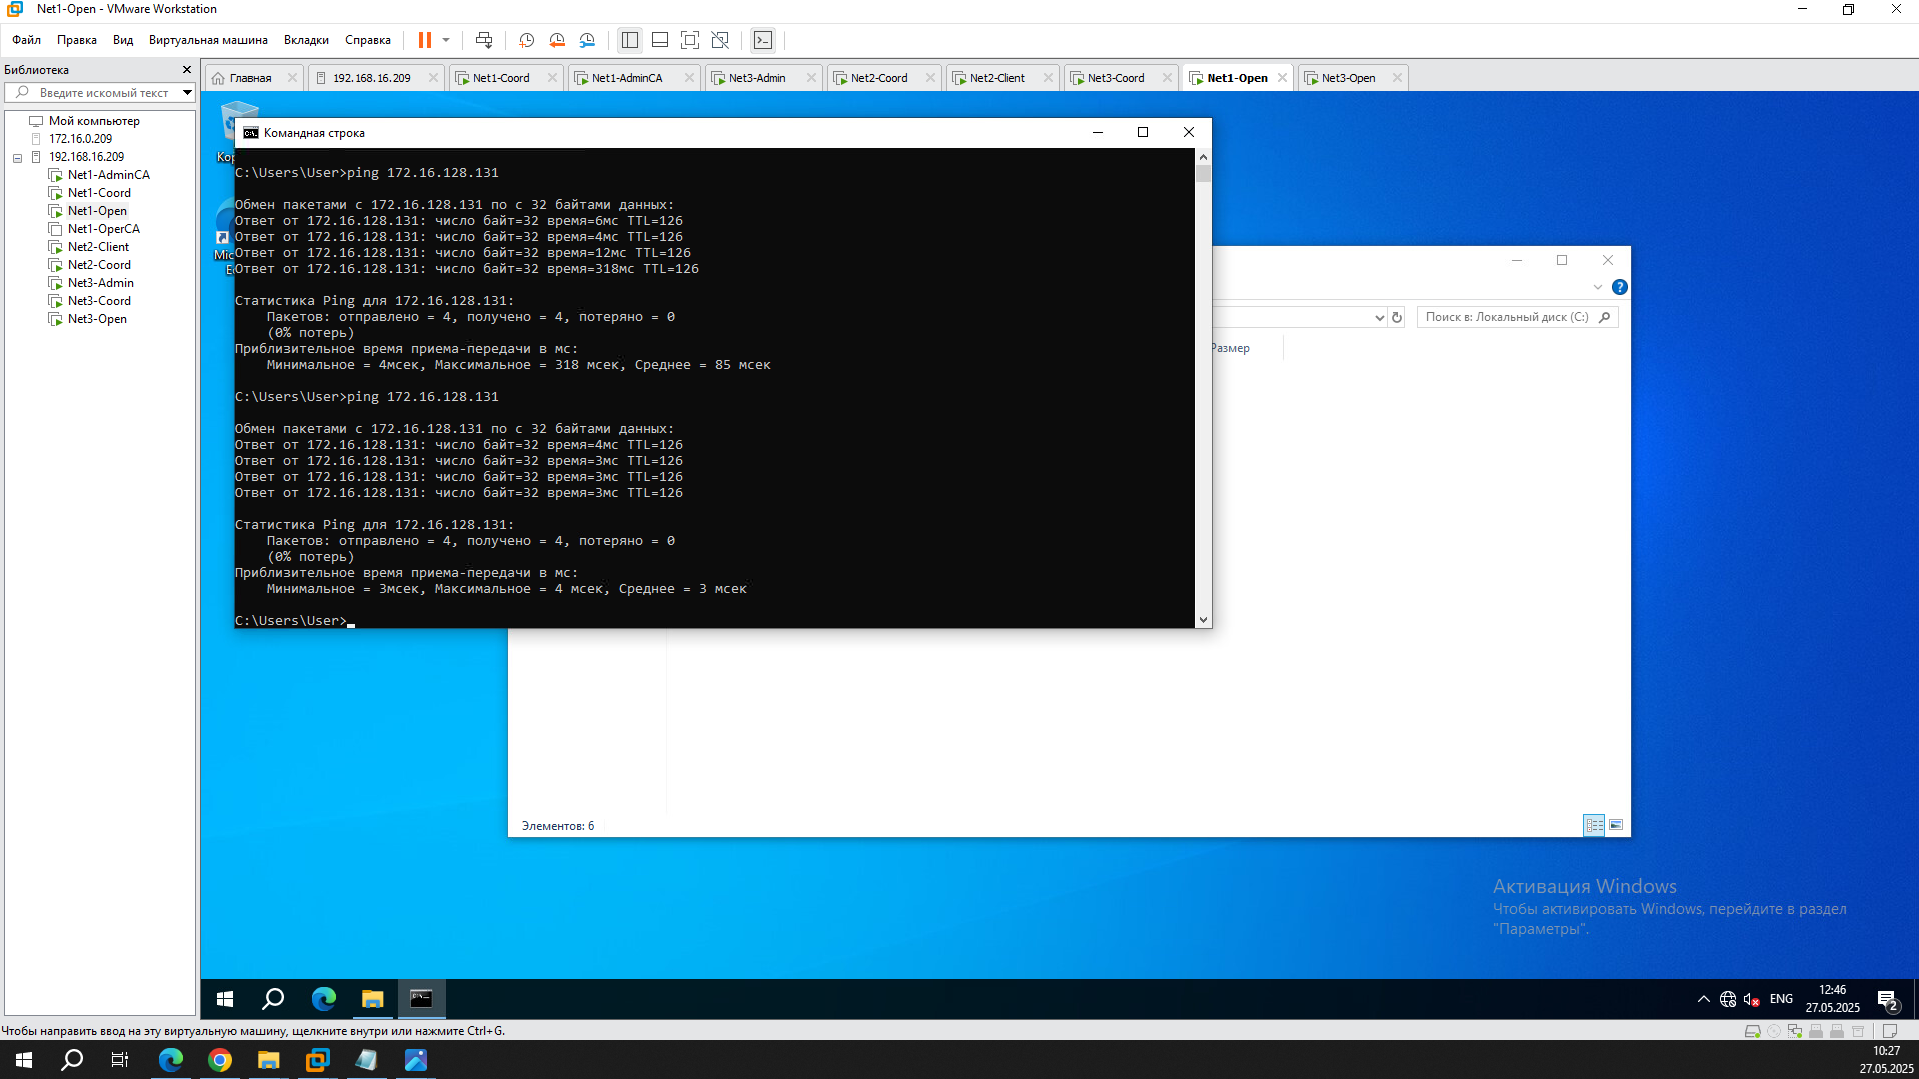 Net1-Open - VMware Workstation
Файл Правка Вид Виртуальная машина Вкладки Справка
Библиотека
Введите искомый текст
Мой компьютер
172.16.0.209
192.168.16.209
Net1-AdminCA
Net1-Coord
Net1-Open
Net1-OperCA
Net2-Client
Net2-Coord
Net3-Admin
Net3-Coord
Net3-Open
Главная 192.168.16.209 Net1-Coord Net1-AdminCA Net3-Admin Net2-Coord Net2-Client Net3-Coord Net1-Open Net3-Open
Командная строка
C:\Users\User>ping 172.16.128.131
Обмен пакетами с 172.16.128.131 по с 32 байтами данных:
Ответ от 172.16.128.131: число байт=32 время=6мс TTL=126
Ответ от 172.16.128.131: число байт=32 время=4мс TTL=126
Ответ от 172.16.128.131: число байт=32 время=12мс TTL=126
Ответ от 172.16.128.131: число байт=32 время=318мс TTL=126
Статистика Ping для 172.16.128.131:
Пакетов: отправлено = 4, получено = 4, потеряно = 0
(0% потерь)
Приблизительное время приема-передачи в мс:
Минимальное = 4мсек, Максимальное = 318 мсек, Среднее = 85 мсек
C:\Users\User>ping 172.16.128.131
Обмен пакетами с 172.16.128.131 по с 32 байтами данных:
Ответ от 172.16.128.131: число байт=32 время=4мс TTL=126
Ответ от 172.16.128.131: число байт=32 время=3мс TTL=126
Ответ от 172.16.128.131: число байт=32 время=3мс TTL=126
Ответ от 172.16.128.131: число байт=32 время=3мс TTL=126
Статистика Ping для 172.16.128.131:
Пакетов: отправлено = 4, получено = 4, потеряно = 0
(0% потерь)
Приблизительное время приема-передачи в мс:
Минимальное = 3мсек, Максимальное = 4 мсек, Среднее = 3 мсек
C:\Users\User>
Поиск в: Локальный диск (C:)
Размер
Элементов: 6
Активация Windows
Чтобы активировать Windows, перейдите в раздел
"Параметры".
ENG
12:46
27.05.2025
2
Чтобы направить ввод на эту виртуальную машину, щелкните внутри или нажмите Ctrl+G.
10:27
27.05.2025